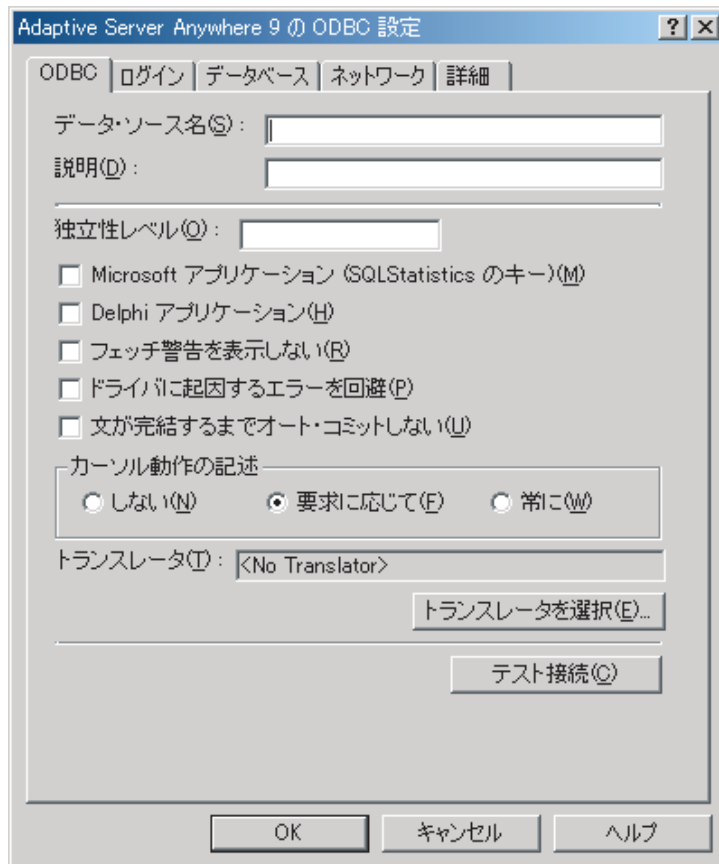 Adaptive Server Anywhere 9 の ODBC 設定
ODBC ログイン データベース ネットワーク 詳細
データ・ソース名(S) :
説明(D) :
独立性レベル(O) :
Microsoft アプリケーション (SQLStatistics のキー)(M)
Delphi アプリケーション(H)
フェッチ警告を表示しない(R)
ドライバに起因するエラーを回避(P)
文が完結するまでオート・コミットしない(U)
カーソル動作の記述
しない(N) 要求に応じて(F) 常に(W)
トランスレータ(T) : <No Translator>
トランスレータを選択(E)...
テスト接続(C)
OK キャンセル ヘルプ